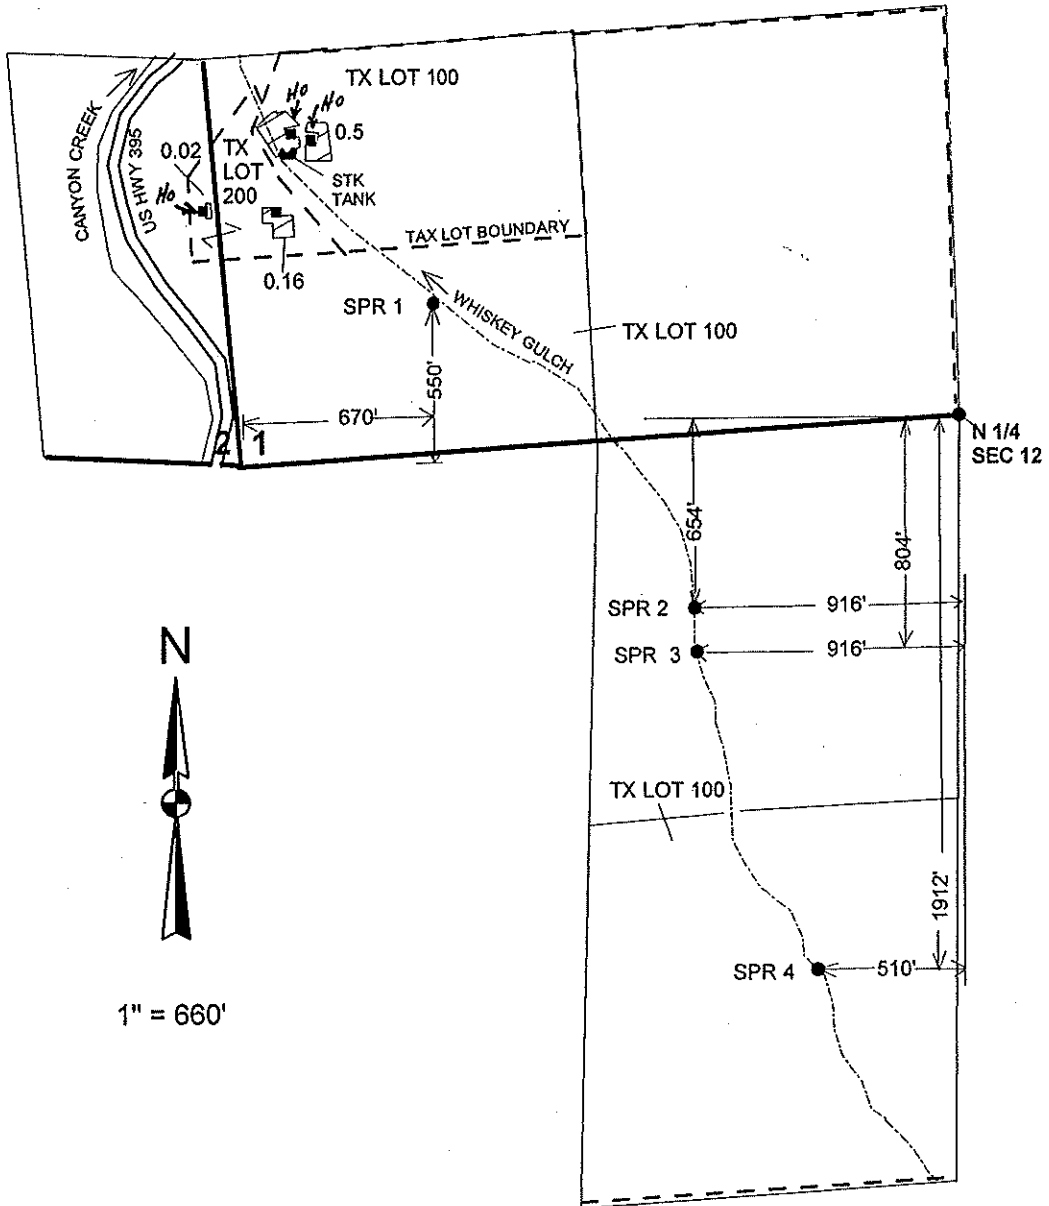 TX LOT 100
Ho
Ho
0.5
CANYON CREEK
US HWY 395
0.02
TX
LOT
200
Ho
STK
TANK
TAX LOT BOUNDARY
0.16
SPR 1
WHISKEY GULCH
TX LOT 100
550'
670'
2
1
N 1/4
SEC 12
654'
804'
SPR 2
916'
SPR 3
916'
N
TX LOT 100
1912'
SPR 4
510'
1" = 660'